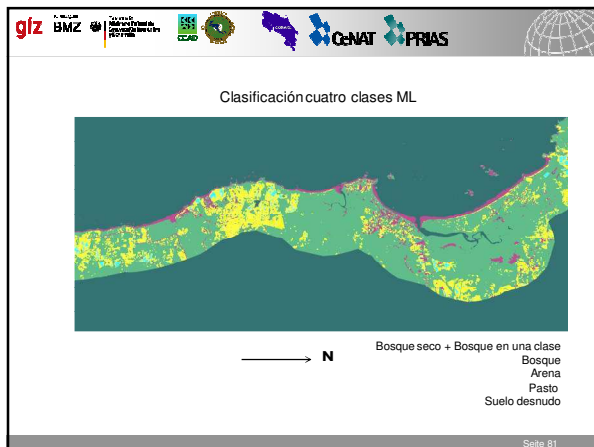 giz
BMZ
CCAD
CeNAT
PRIAS
Clasificación cuatro clases ML
N
Bosque seco + Bosque en una clase
Bosque
Arena
Pasto
Suelo desnudo
Seite 81